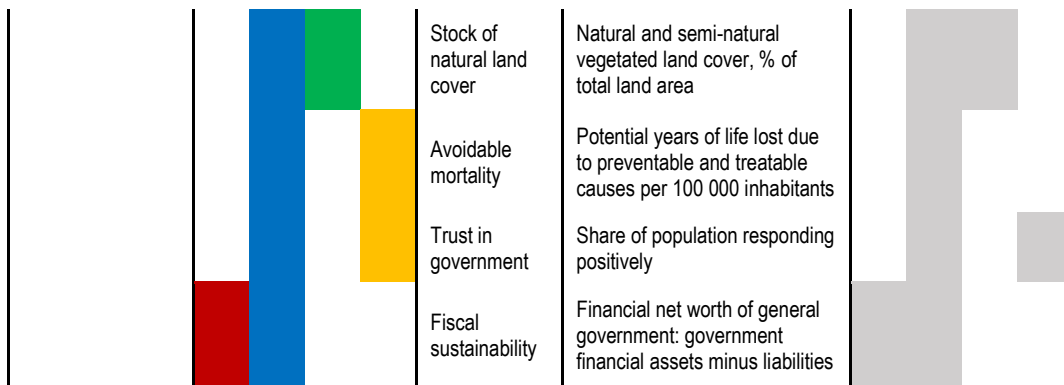 Stock of
natural land
cover
Natural and semi-natural
vegetated land cover, % of
total land area
Avoidable
mortality
Potential years of life lost due
to preventable and treatable
causes per 100 000 inhabitants
Trust in
government
Share of population responding
positively
Fiscal
sustainability
Financial net worth of general
government: government
financial assets minus liabilities